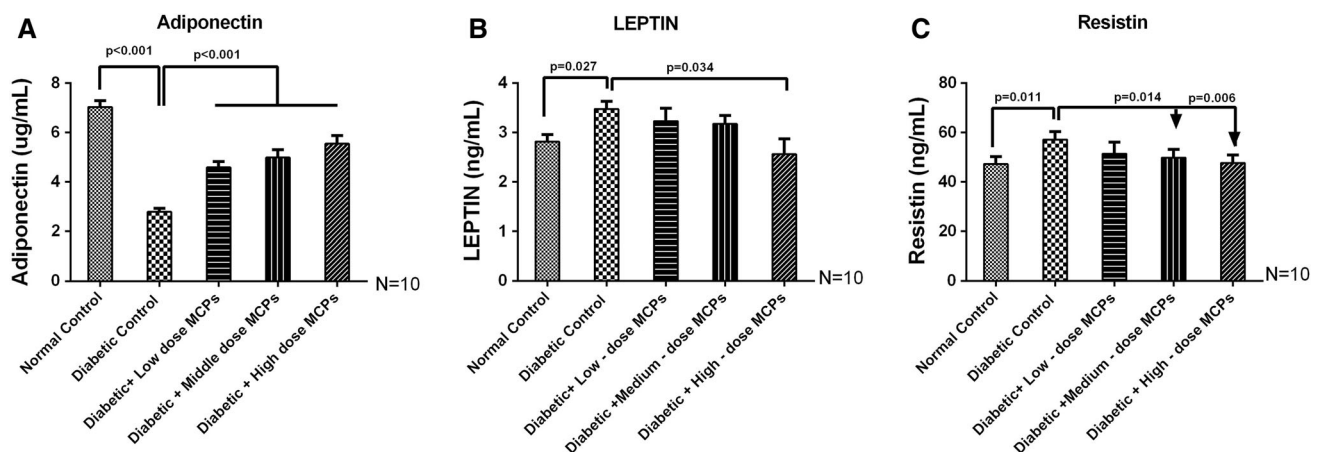 A
Adiponectin
p<0.001
p<0.001
Adiponectin (ug/mL)
8
6
4
2
0
N=10
Normal Control
Diabetic Control
Diabetic+ Low dose MCPs
Diabetic + Middle dose MCPs
Diabetic + High dose MCPs
B
LEPTIN
p=0.027
p=0.034
LEPTIN (ng/mL)
4
3
2
1
0
N=10
Normal Control
Diabetic Control
Diabetic+ Low - dose MCPs
Diabetic +Medium - dose MCPs
Diabetic + High - dose MCPs
C
Resistin
p=0.011
p=0.014
p=0.006
Resistin (ng/mL)
80
60
40
20
0
N=10
Normal Control
Diabetic Control
Diabetic+ Low - dose MCPs
Diabetic +Medium - dose MCPs
Diabetic + High - dose MCPs